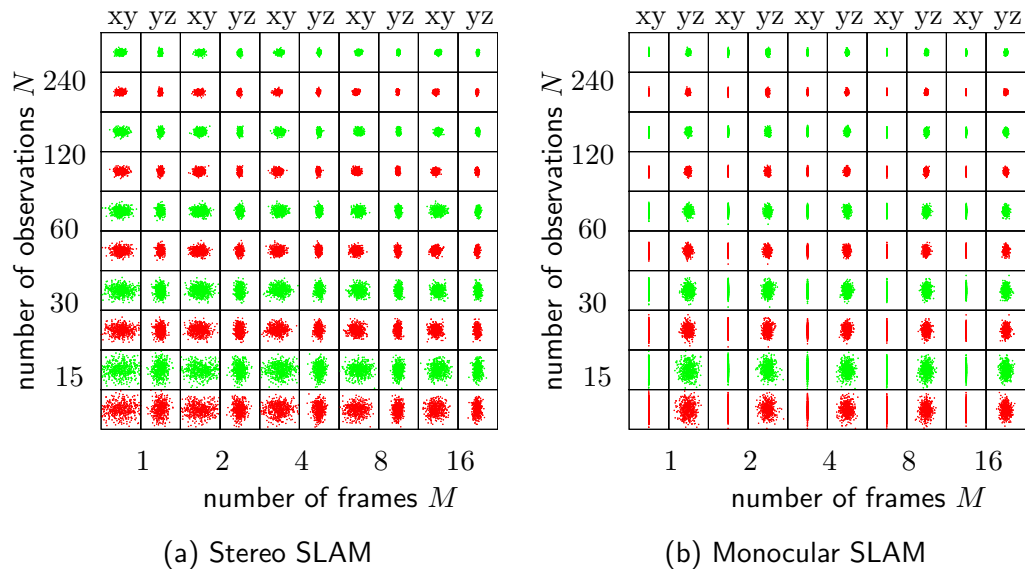 xy yz xy yz xy yz xy yz xy yz
number of observations N
240
120
60
30
15
1 2 4 8 16
number of frames M
(a) Stereo SLAM
xy yz xy yz xy yz xy yz xy yz
number of observations N
240
120
60
30
15
1 2 4 8 16
number of frames M
(b) Monocular SLAM